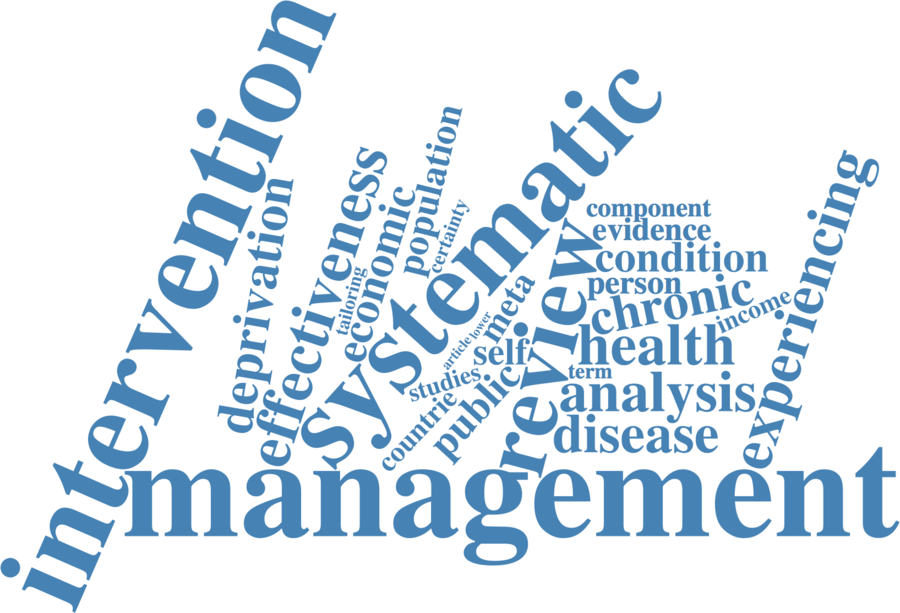 intervention
deprivation
effectiveness
tailoring
economic
population
certainty
systematic
component
evidence
condition
person
chronic
income
experiencing
meta
lower
article
self
review
health
term
studies
countrie
public
analysis
disease
management